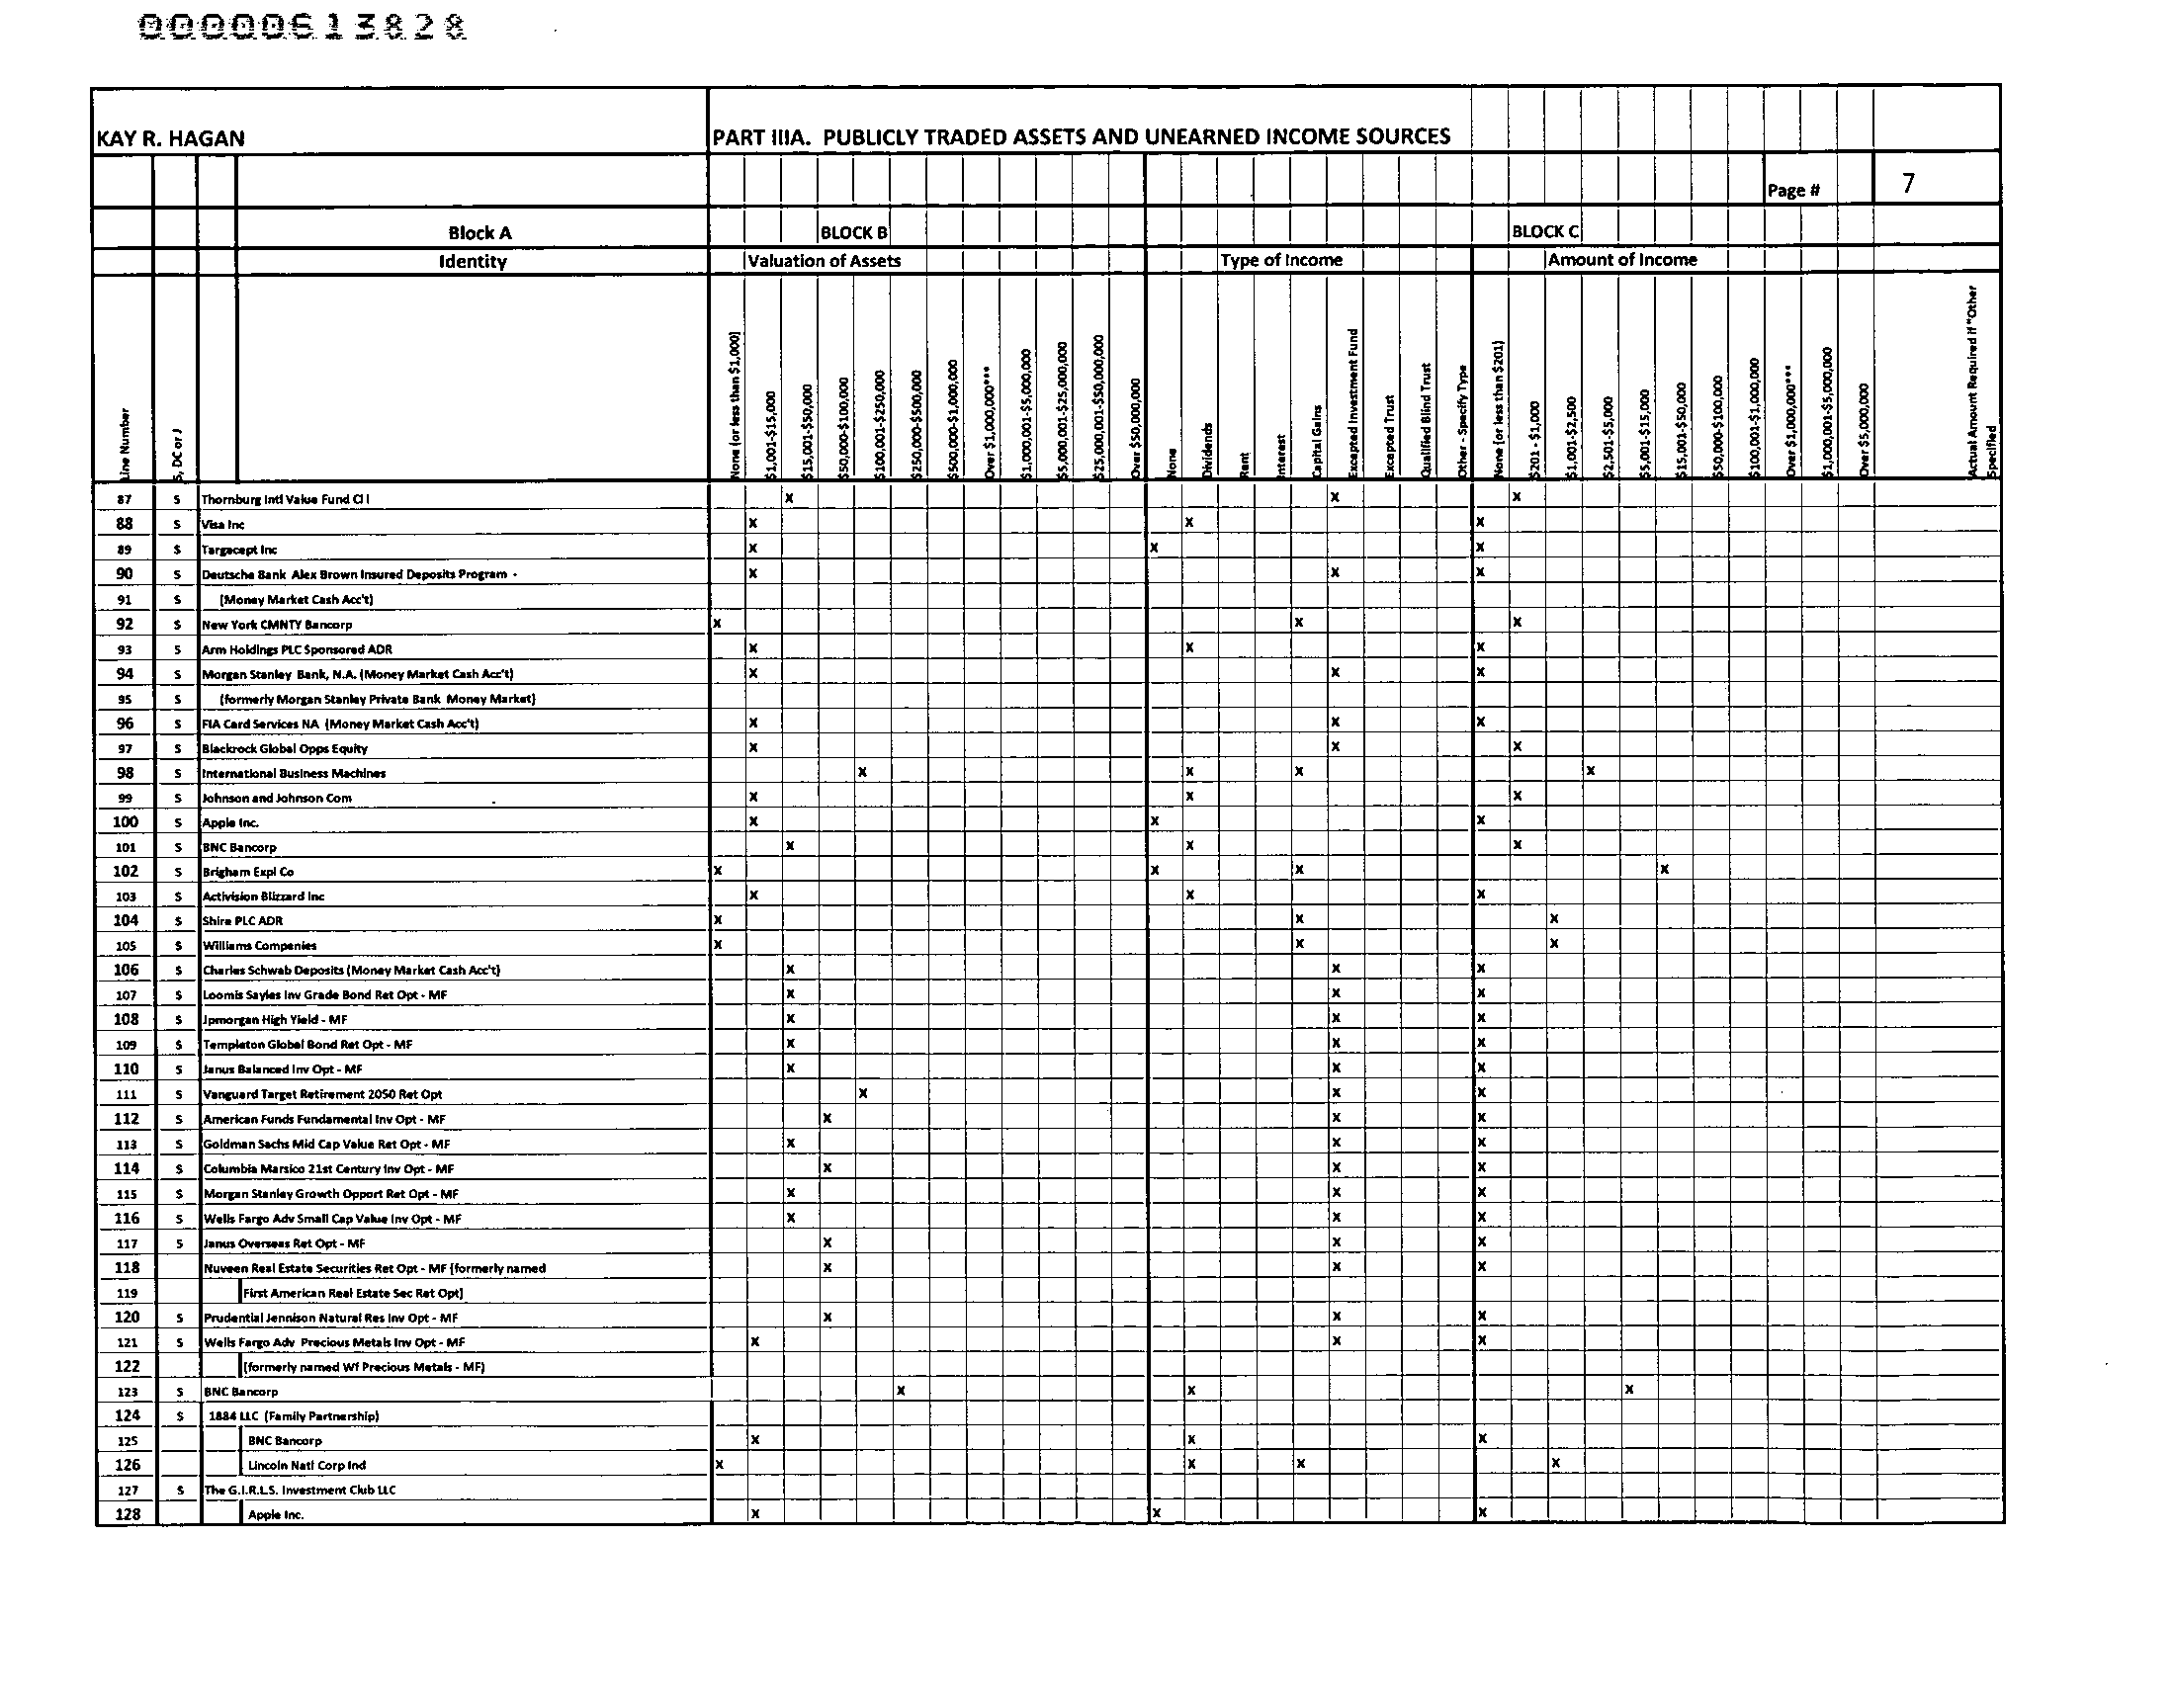 00000613828
KAY R. HAGAN PART IIIA. PUBLICLY TRADED ASSETS AND UNEARNED INCOME SOURCES
Page # 7
Block A BLOCK B BLOCK C
Identity Valuation of Assets Type of Income Amount of Income
Line Number
S, DC or J
None (or less than $1,000)
$1,001-$15,000
$15,001-$50,000
$50,000-$100,000
$100,001-$250,000
$250,000-$500,000
$500,000-$1,000,000
Over $1,000,000***
$1,000,001-$5,000,000
$5,000,001-$25,000,000
$25,000,001-$50,000,000
Over $50,000,000
None
Dividends
Rent
Interest
Capital Gains
Excepted Investment Fund
Excepted Trust
Qualified Blind Trust
Other - Specify Type
None (or less than $201)
$201 - $1,000
$1,001-$2,500
$2,501-$5,000
$5,001-$15,000
$15,001-$50,000
$50,000-$100,000
$100,001-$1,000,000
Over $1,000,000***
$1,000,001-$5,000,000
Over $5,000,000
Actual Amount Required if "Other
Specified
87 S Thornburg Intl Value Fund Cl I x x x
88 S Visa Inc x x x
89 S Targacept Inc x x x
90 S Deutsche Bank Alex Brown Insured Deposits Program - x x x
91 S (Money Market Cash Acc't)
92 S New York CMNTY Bancorp x x x
93 S Arm Holdings PLC Sponsored ADR x x x
94 S Morgan Stanley Bank, N.A. (Money Market Cash Acc't) x x x
95 S (formerly Morgan Stanley Private Bank Money Market)
96 S FIA Card Services NA (Money Market Cash Acc't) x x x
97 S Blackrock Global Opps Equity x x x
98 S International Business Machines x x x x
99 S Johnson and Johnson Com x x x
100 S Apple Inc. x x x
101 S BNC Bancorp x x x
102 S Brigham Expl Co x x x x
103 S Activision Blizzard Inc x x x
104 S Shire PLC ADR x x x
105 S Williams Companies x x x
106 S Charles Schwab Deposits (Money Market Cash Acc't) x x x
107 S Loomis Sayles Inv Grade Bond Ret Opt - MF x x x
108 S Jpmorgan High Yield - MF x x x
109 S Templeton Global Bond Ret Opt - MF x x x
110 S Janus Balanced Inv Opt - MF x x x
111 S Vanguard Target Retirement 2050 Ret Opt x x x
112 S American Funds Fundamental Inv Opt - MF x x x
113 S Goldman Sachs Mid Cap Value Ret Opt - MF x x x
114 S Columbia Marsico 21st Century Inv Opt - MF x x x
115 S Morgan Stanley Growth Opport Ret Opt - MF x x x
116 S Wells Fargo Adv Small Cap Value Inv Opt - MF x x x
117 S Janus Overseas Ret Opt - MF x x x
118 Nuveen Real Estate Securities Ret Opt - MF (formerly named x x x
119 First American Real Estate Sec Ret Opt)
120 S Prudential Jennison Natural Res Inv Opt - MF x x x
121 S Wells Fargo Adv Precious Metals Inv Opt - MF x x x
122 (formerly named Wf Precious Metals - MF)
123 S BNC Bancorp x x x
124 S 1884 LLC (Family Partnership)
125 BNC Bancorp x x x
126 Lincoln Natl Corp Ind x x x x
127 S The G.I.R.L.S. Investment Club LLC
128 Apple Inc. x x x